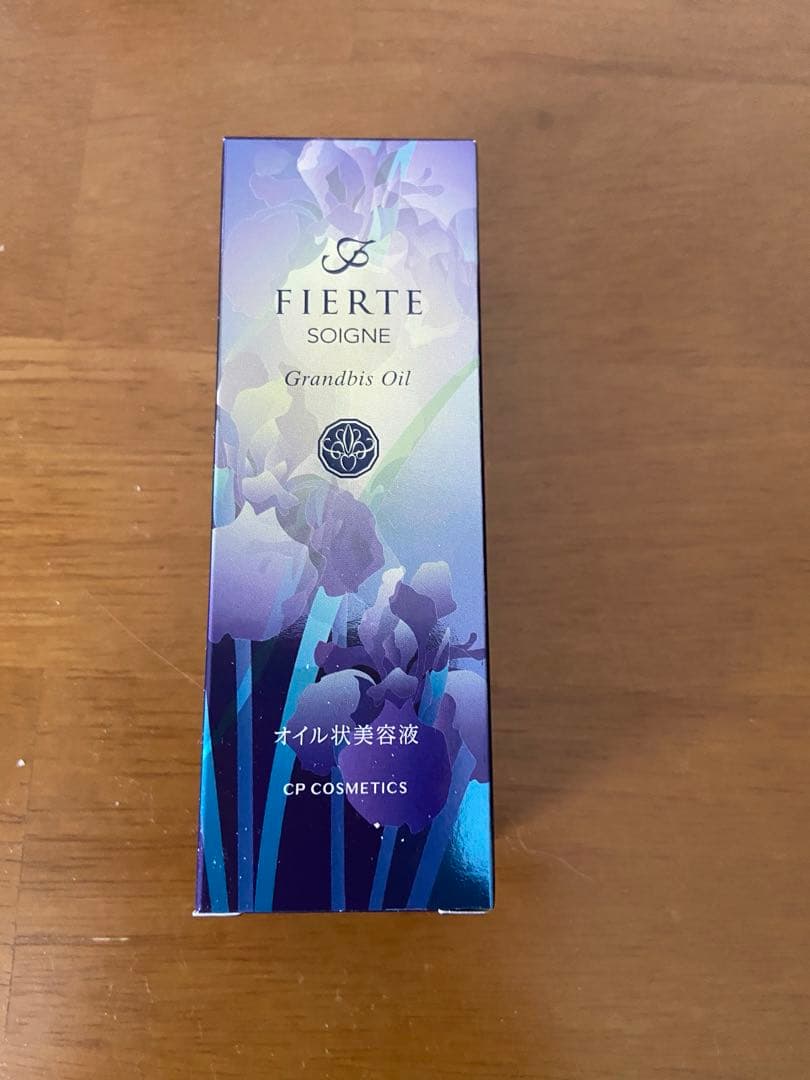 FIERTE
SOIGNE
Grandbis Oil
オイル状美容液
CP COSMETICS